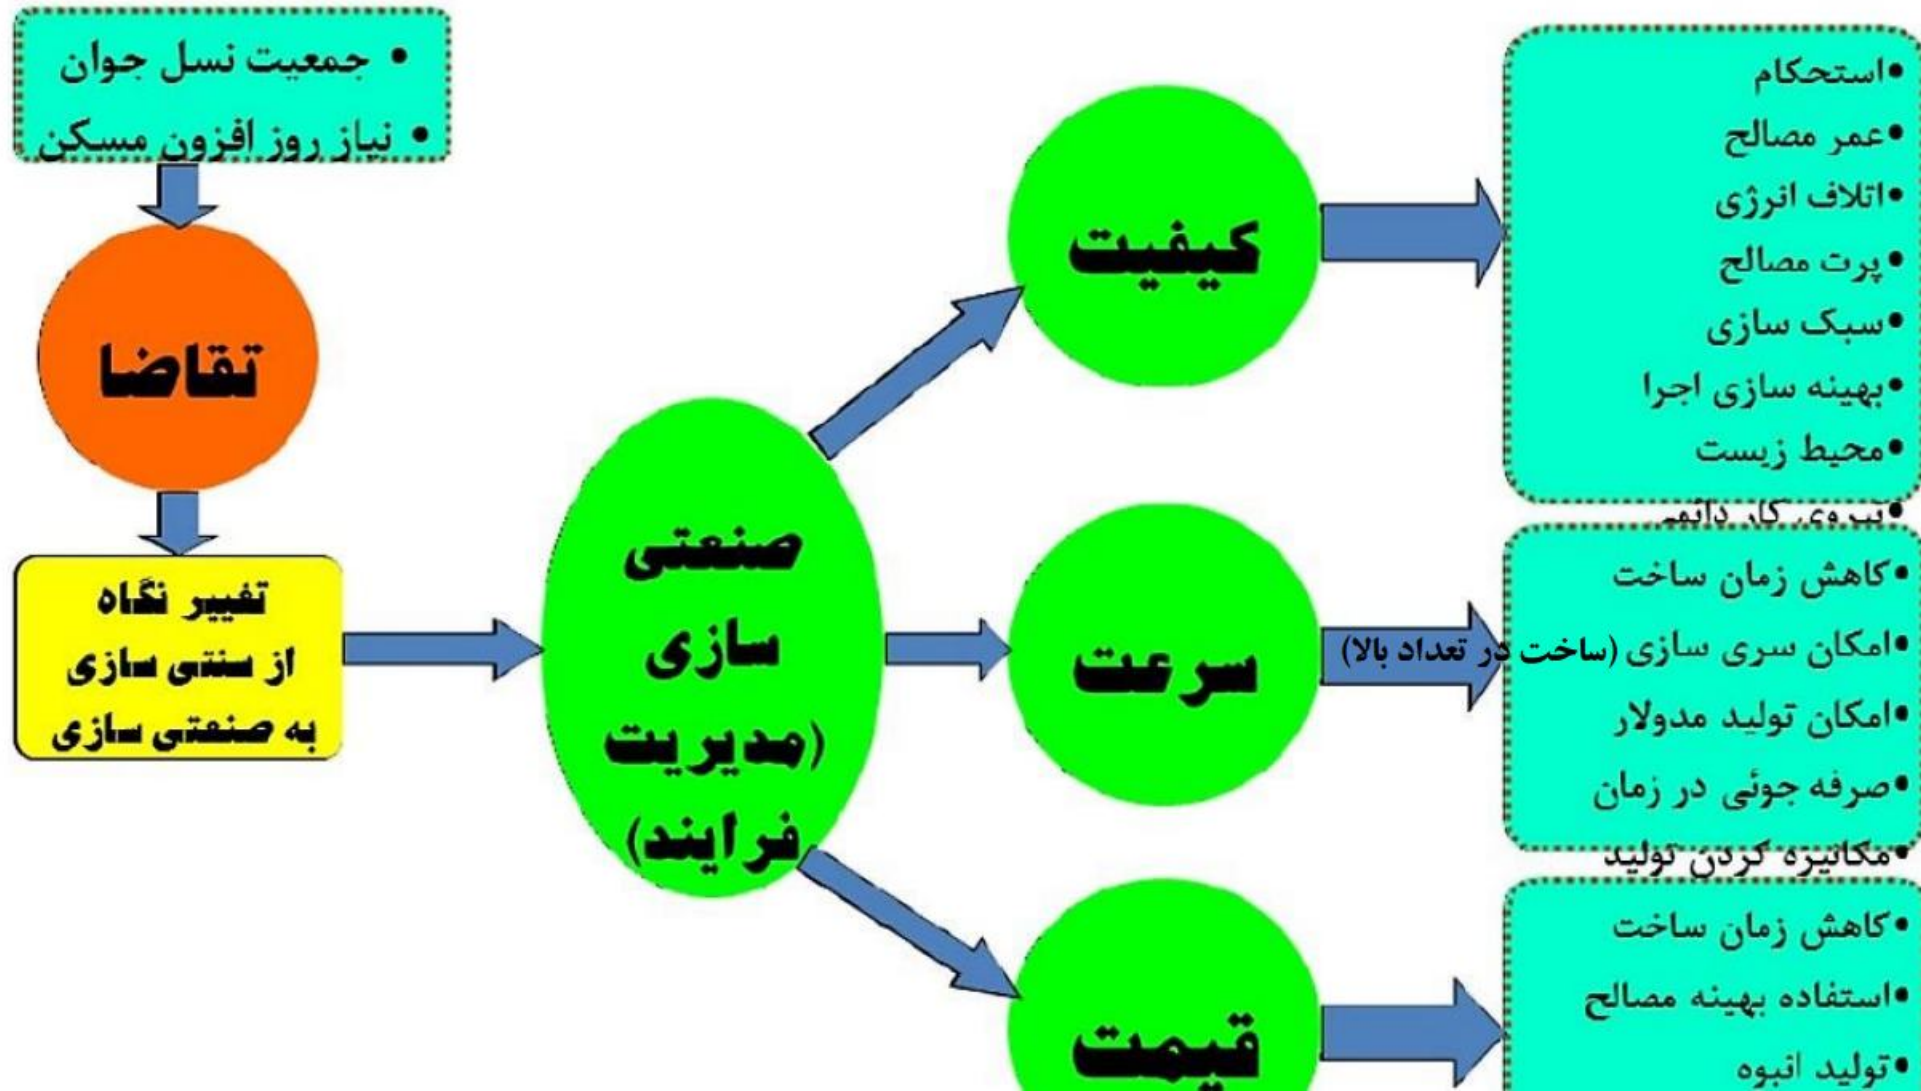 جمعیت نسل جوان •
نیاز روز افزون مسکن •
تقاضا
تغییر نگاه
از سنتی سازی
به صنعتی سازی
صنعتی
سازی
(مدیریت
فرایند)
کیفیت
•استحکام
•عمر مصالح
•اتلاف انرژی
•پرت مصالح
•سبک سازی
•بهینه سازی اجرا
•محیط زیست
•نیروی کار دائمی
سرعت
•کاهش زمان ساخت
•امکان سری سازی (ساخت در تعداد بالا)
•امکان تولید مدولار
•صرفه جوئی در زمان
•مکانیزه کردن تولید
قیمت
•کاهش زمان ساخت
•استفاده بهینه مصالح
•تولید انبوه